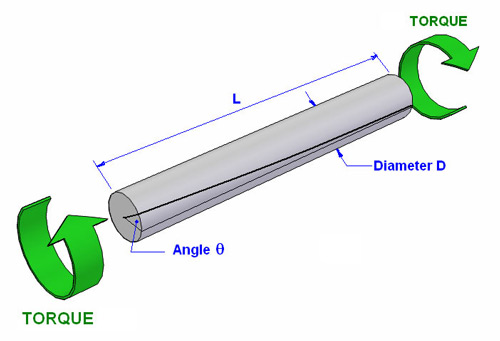 TORQUE
L
Diameter D
Angle θ
TORQUE